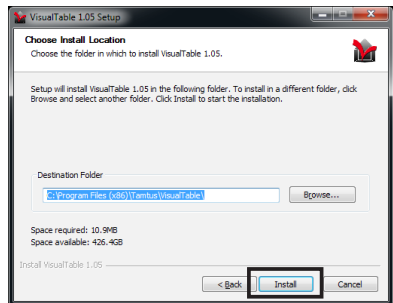 VisualTable 1.05 Setup
Choose Install Location
Choose the folder in which to install VisualTable 1.05.
Setup will install VisualTable 1.05 in the following folder. To install in a different folder, click
Browse and select another folder. Click Install to start the installation.
Destination Folder
C:\Program Files (x86)\Tamtus\VisualTable\
Browse...
Space required: 10.9MB
Space available: 426.4GB
Install VisualTable 1.05
< Back
Install
Cancel